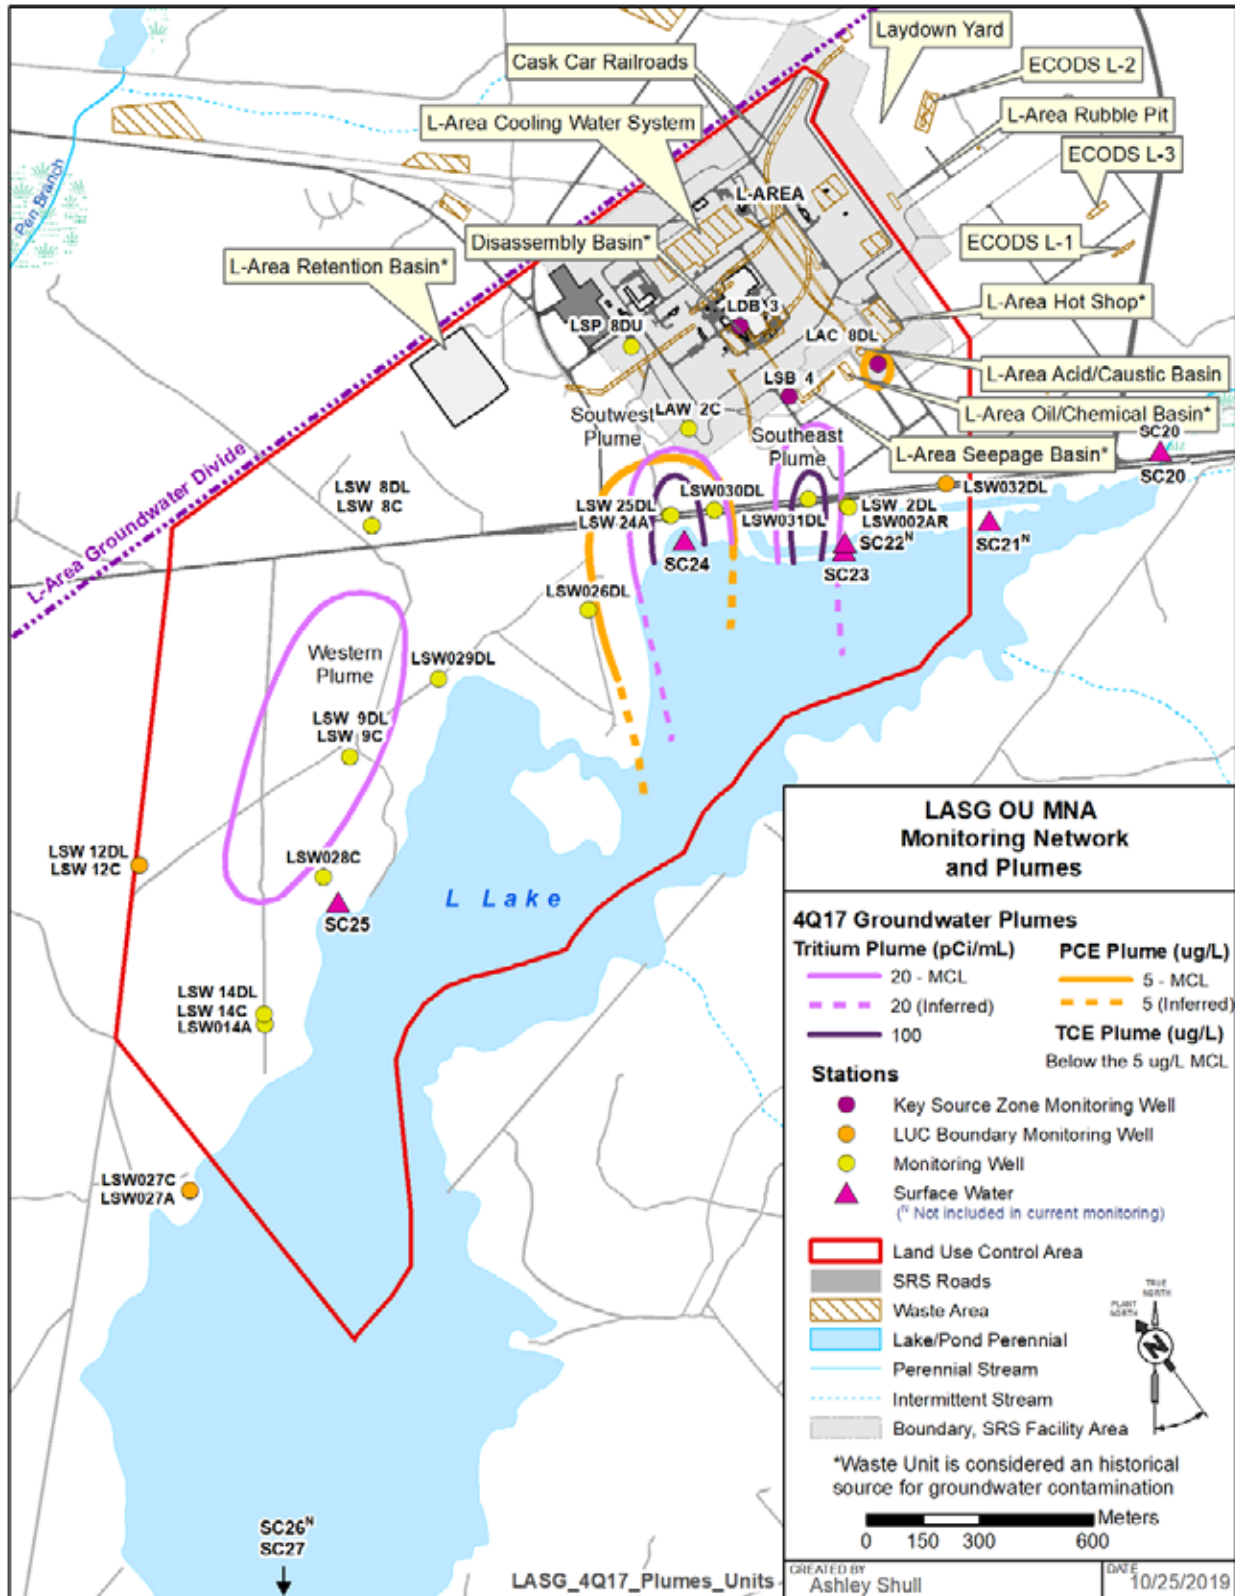 Laydown Yard
Cask Car Railroads
ECODS L-2
L-Area Cooling Water System
L-Area Rubble Pit
ECODS L-3
Pen Branch
L-AREA
Disassembly Basin*
ECODS L-1
L-Area Retention Basin*
L-Area Hot Shop*
LDB 3
LSP 8DU
LAC 8DL
L-Area Acid/Caustic Basin
LSB 4
L-Area Oil/Chemical Basin*
LAW 2C
Soutwest
Plume
Southeast
Plume
L-Area Seepage Basin*
SC20
SC20
L-Area Groundwater Divide
LSW 8DL
LSW 8C
LSW 25DL
LSW 24A
LSW030DL
LSW031DL
LSW 2DL
LSW002AR
LSW032DL
SC22N
SC21N
SC24
SC23
LSW026DL
Western
Plume
LSW029DL
LSW 9DL
LSW 9C
LSW 12DL
LSW 12C
LSW028C
SC25
L Lake
LSW 14DL
LSW 14C
LSW014A
LSW027C
LSW027A
SC26N
SC27
LASG_4Q17_Plumes_Units
LASG OU MNA
Monitoring Network
and Plumes
4Q17 Groundwater Plumes
Tritium Plume (pCi/mL)
20 - MCL
20 (Inferred)
100
PCE Plume (ug/L)
5 - MCL
5 (Inferred)
TCE Plume (ug/L)
Below the 5 ug/L MCL
Stations
Key Source Zone Monitoring Well
LUC Boundary Monitoring Well
Monitoring Well
Surface Water
(N Not included in current monitoring)
Land Use Control Area
SRS Roads
Waste Area
Lake/Pond Perennial
Perennial Stream
Intermittent Stream
Boundary, SRS Facility Area
TRUE
NORTH
PLANT
NORTH
N
*Waste Unit is considered an historical
source for groundwater contamination
Meters
0 150 300 600
CREATED BY
Ashley Shull
DATE
10/25/2019